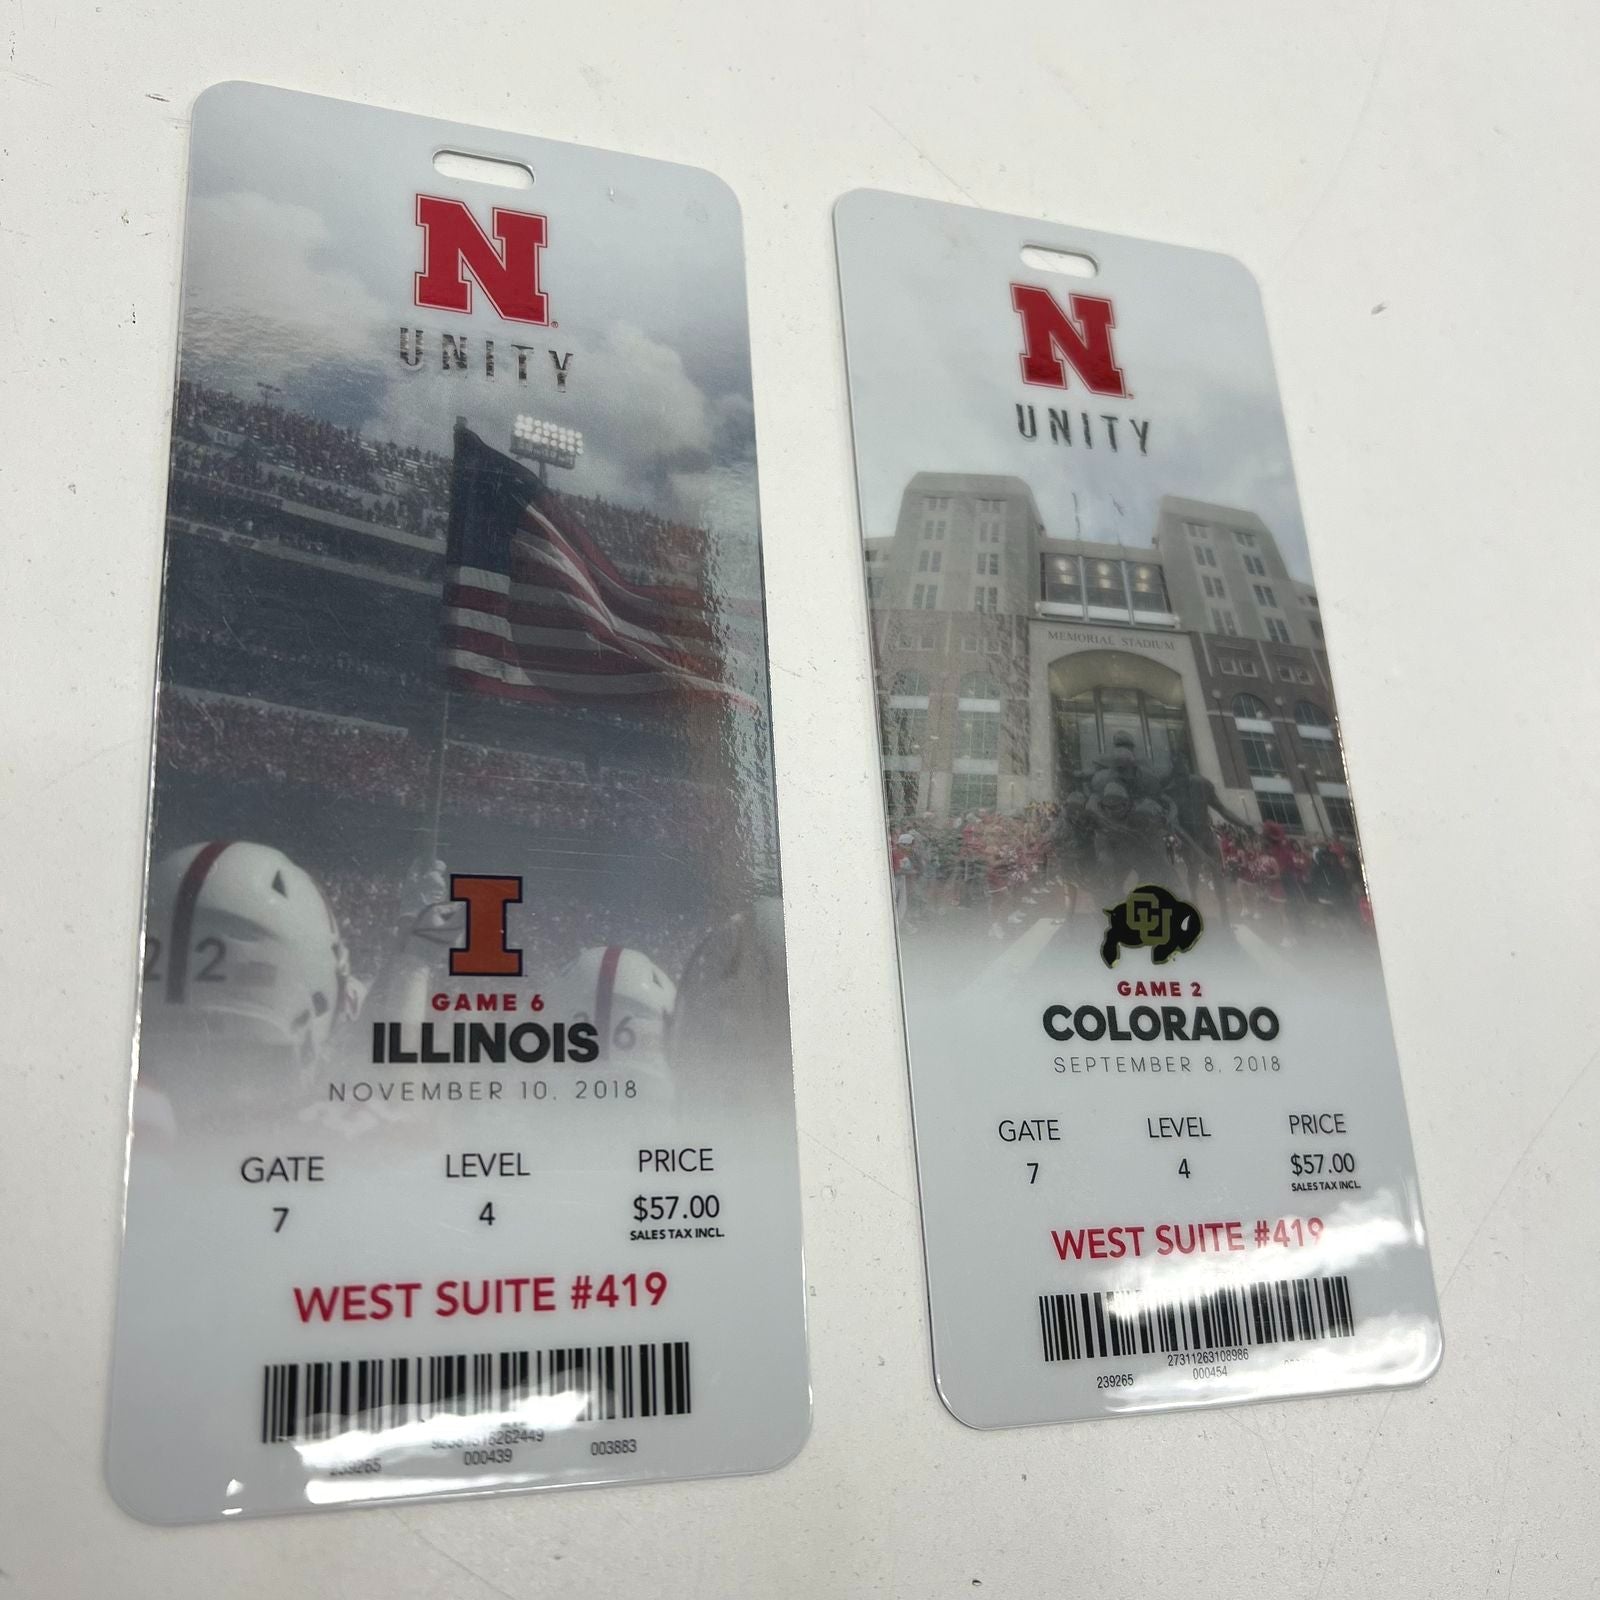 N
UNITY
I
GAME 6
ILLINOIS
NOVEMBER 10, 2018
GATE LEVEL PRICE
7 4 $57.00
SALES TAX INCL.
WEST SUITE #419
239265 000439 003883
N
UNITY
MEMORIAL STADIUM
CU
GAME 2
COLORADO
SEPTEMBER 8, 2018
GATE LEVEL PRICE
7 4 $57.00
SALES TAX INCL.
WEST SUITE #419
27311263108986
239265 000454